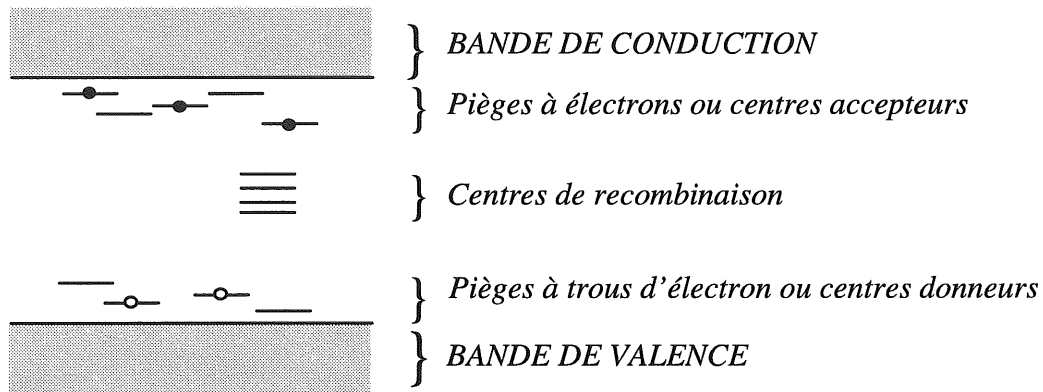 BANDE DE CONDUCTION
Pièges à électrons ou centres accepteurs
Centres de recombinaison
Pièges à trous d'électron ou centres donneurs
BANDE DE VALENCE